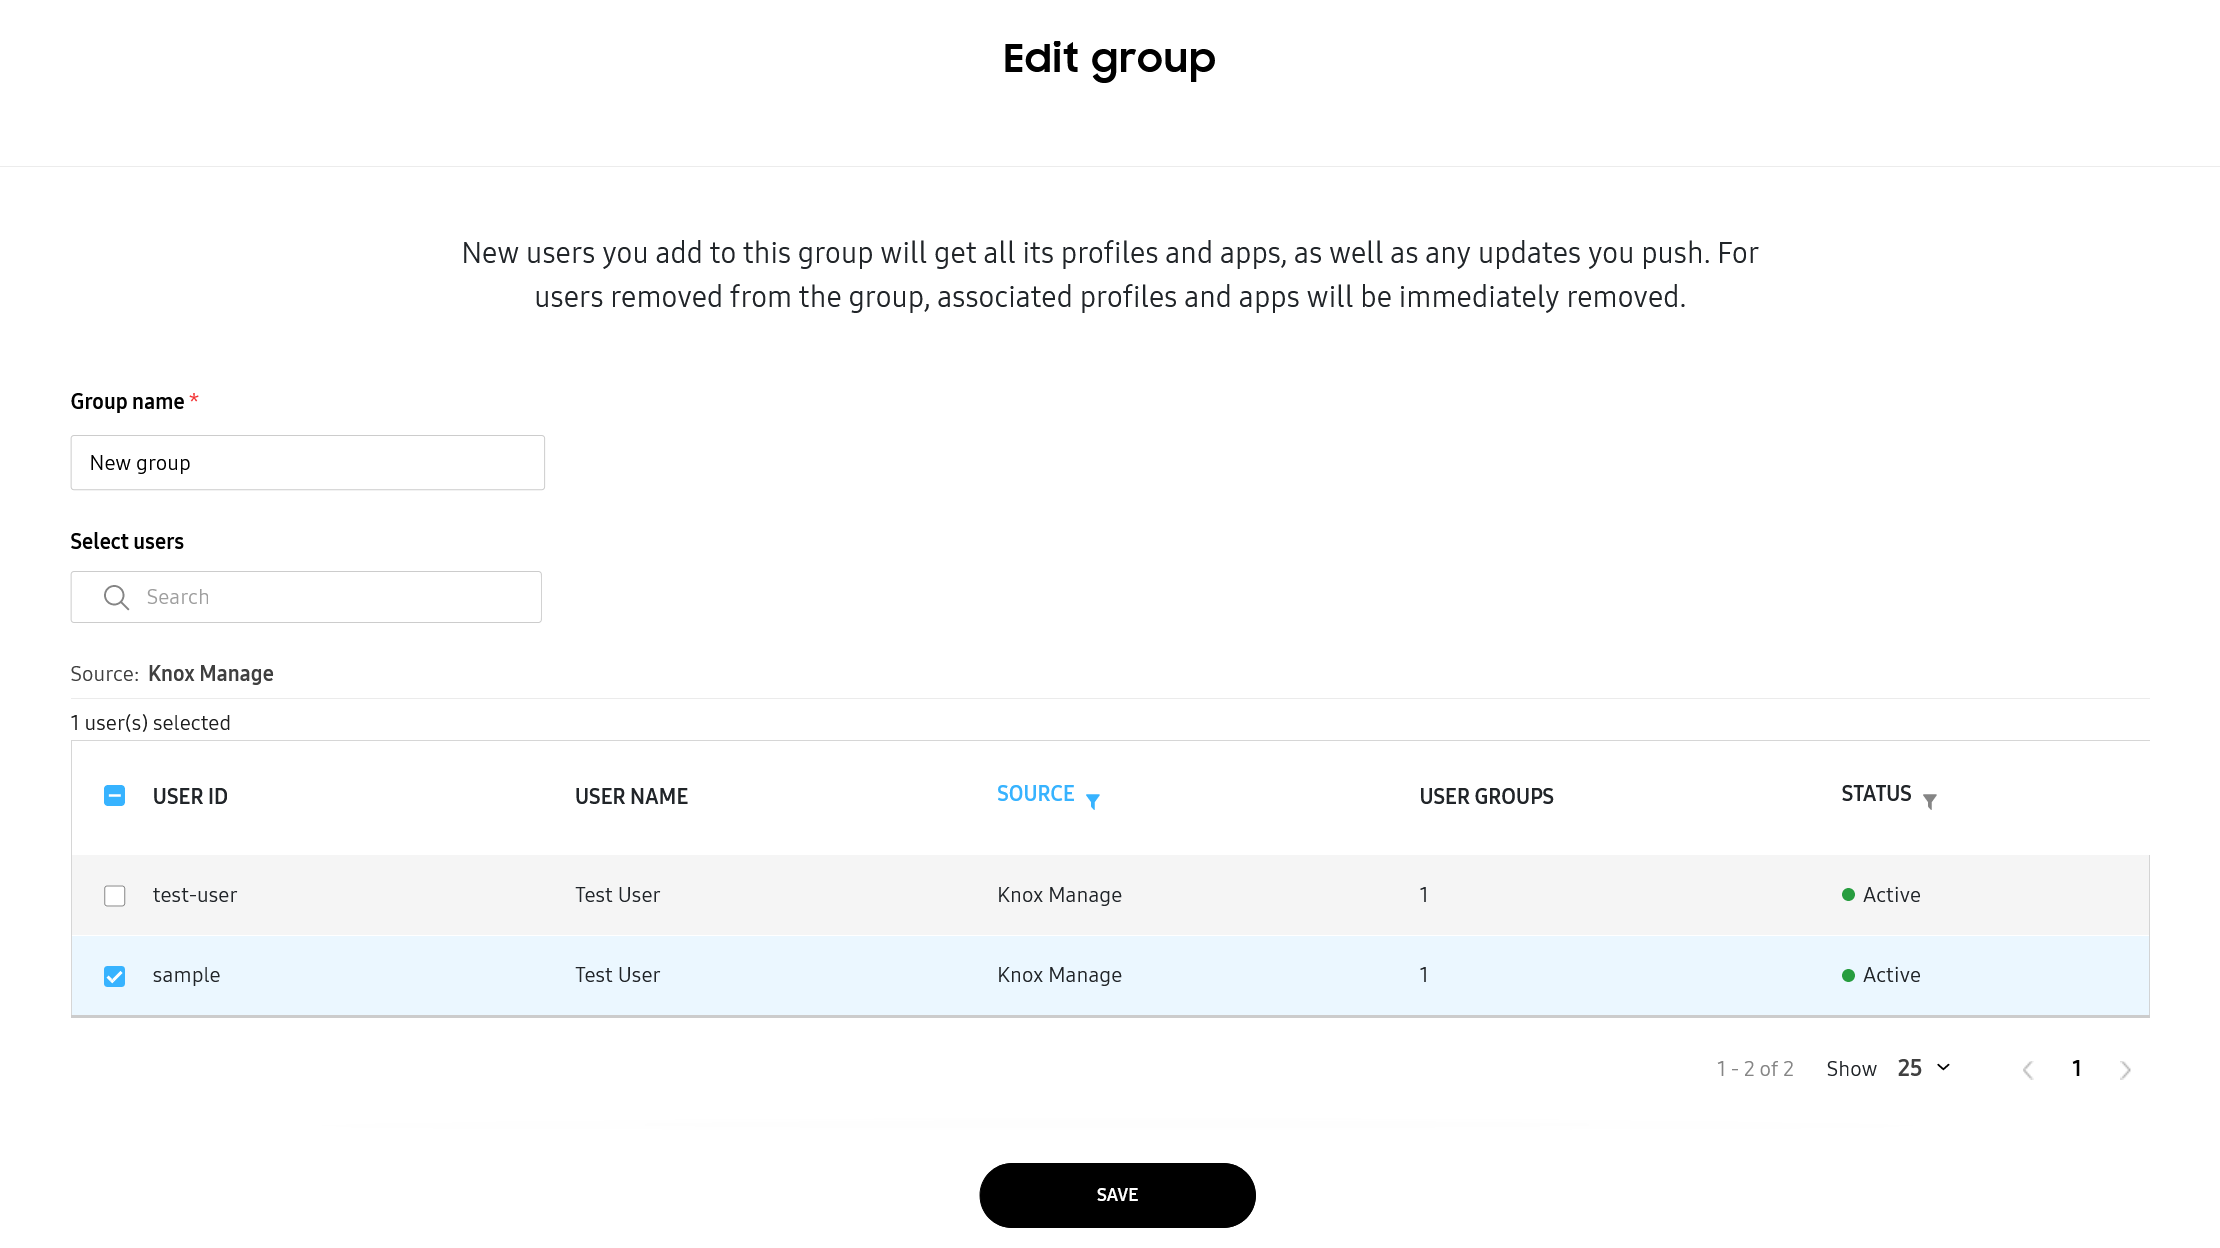 Edit group
New users you add to this group will get all its profiles and apps, as well as any updates you push. For
users removed from the group, associated profiles and apps will be immediately removed.
Group name *
New group
Select users
Search
Source: Knox Manage
1 user(s) selected
USER ID USER NAME SOURCE USER GROUPS STATUS
test-user Test User Knox Manage 1 Active
sample Test User Knox Manage 1 Active
1 - 2 of 2 Show 25 1
SAVE